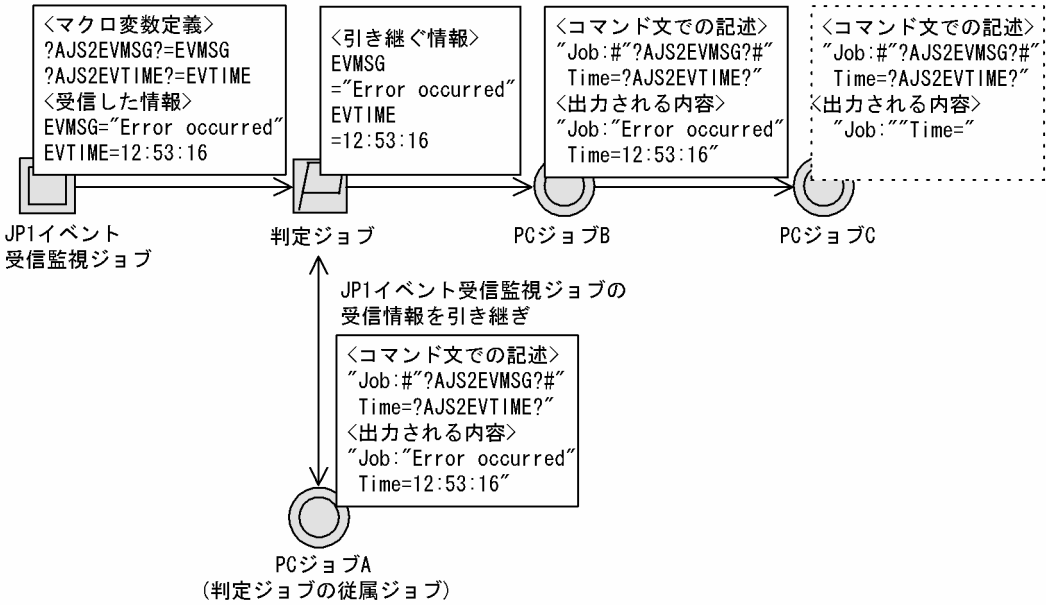 <マクロ変数定義>
?AJS2EVMSG?=EVMSG
?AJS2EVTIME?=EVTIME
<受信した情報>
EVMSG="Error occurred"
EVTIME=12:53:16
<引き継ぐ情報>
EVMSG
="Error occurred"
EVTIME
=12:53:16
<コマンド文での記述>
"Job:#"?AJS2EVMSG?#"
Time=?AJS2EVTIME?"
<出力される内容>
"Job:"Error occurred"
Time=12:53:16"
<コマンド文での記述>
"Job:#"?AJS2EVMSG?#"
Time=?AJS2EVTIME?"
<出力される内容>
"Job:""Time="
JP1イベント
受信監視ジョブ
判定ジョブ
PCジョブB
PCジョブC
JP1イベント受信監視ジョブの
受信情報を引き継ぎ
<コマンド文での記述>
"Job:#"?AJS2EVMSG?#"
Time=?AJS2EVTIME?"
<出力される内容>
"Job:"Error occurred"
Time=12:53:16"
PCジョブA
(判定ジョブの従属ジョブ)